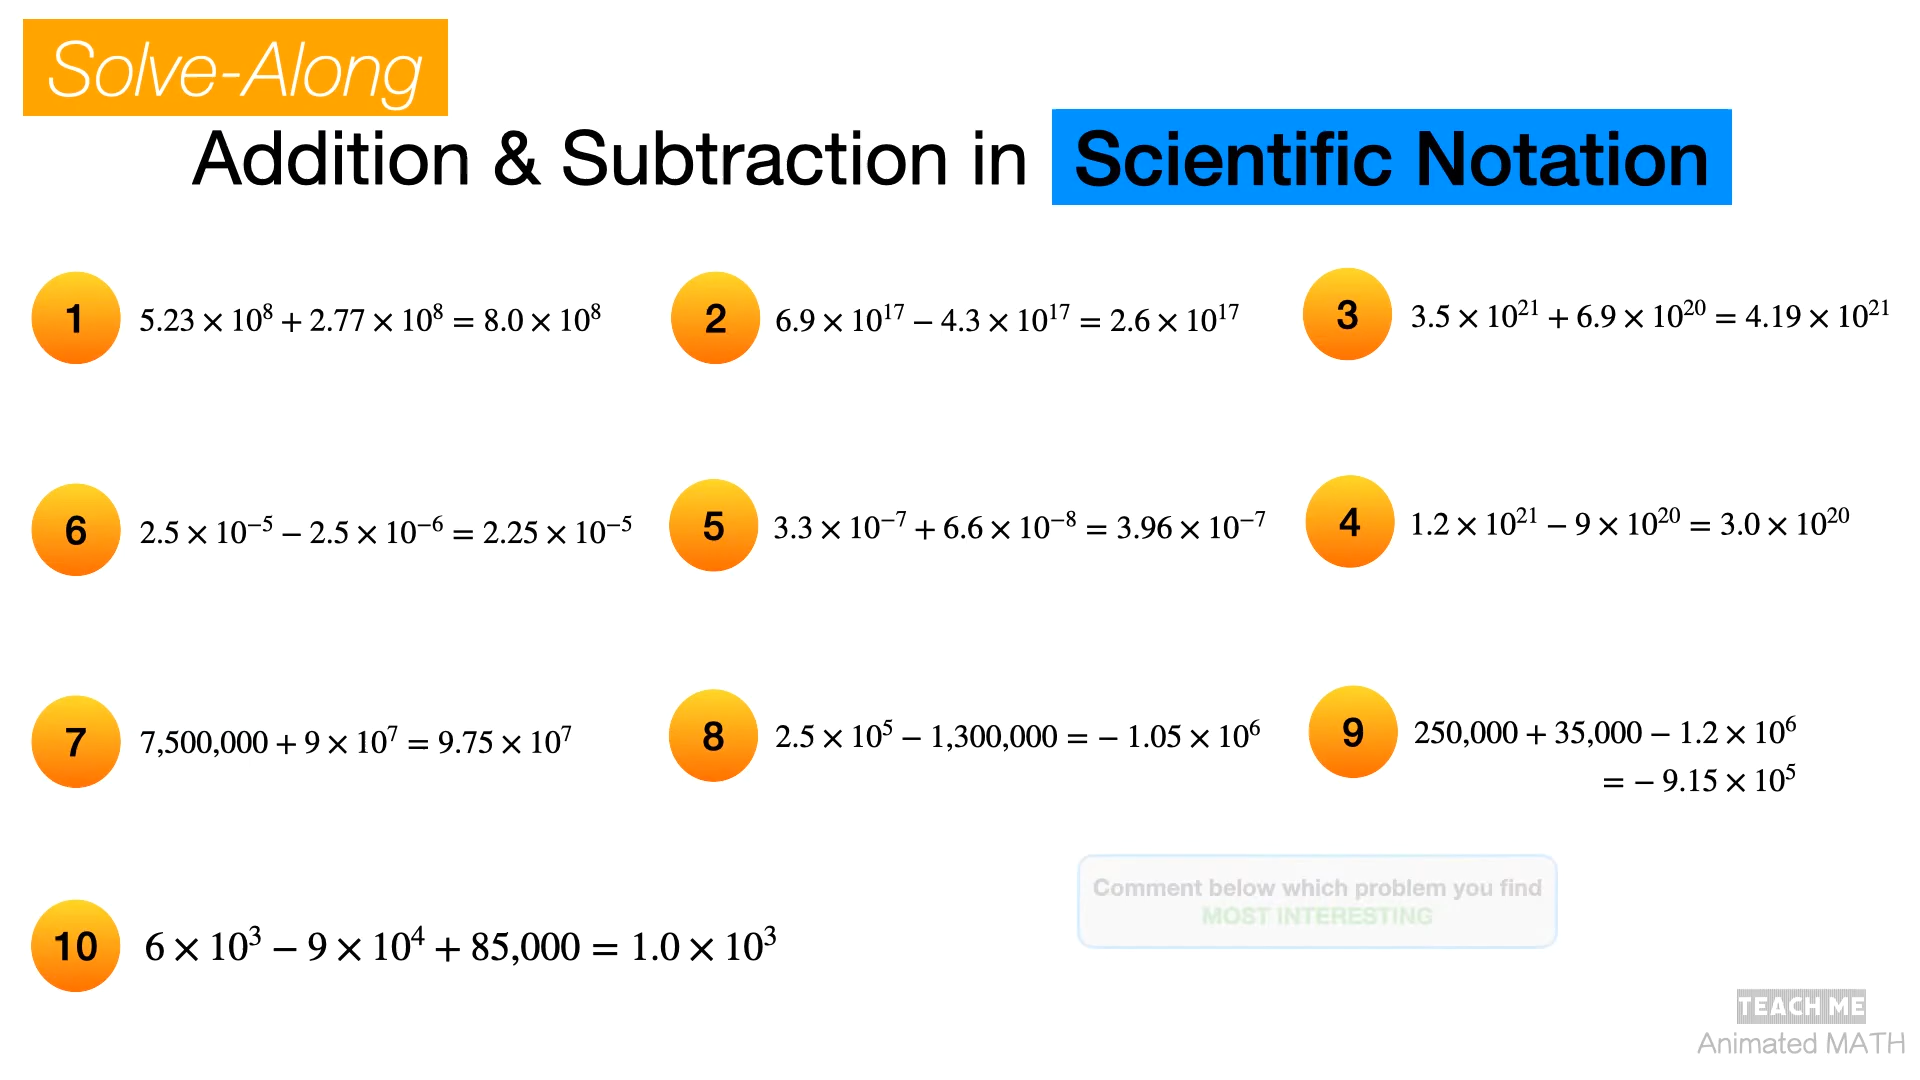 Solve-Along
Addition & Subtraction in Scientific Notation
1 5.23 × 10⁸ + 2.77 × 10⁸ = 8.0 × 10⁸
2 6.9 × 10¹⁷ − 4.3 × 10¹⁷ = 2.6 × 10¹⁷
3 3.5 × 10²¹ + 6.9 × 10²⁰ = 4.19 × 10²¹
6 2.5 × 10⁻⁵ − 2.5 × 10⁻⁶ = 2.25 × 10⁻⁵
5 3.3 × 10⁻⁷ + 6.6 × 10⁻⁸ = 3.96 × 10⁻⁷
4 1.2 × 10²¹ − 9 × 10²⁰ = 3.0 × 10²⁰
7 7,500,000 + 9 × 10⁷ = 9.75 × 10⁷
8 2.5 × 10⁵ − 1,300,000 = − 1.05 × 10⁶
9 250,000 + 35,000 − 1.2 × 10⁶
= − 9.15 × 10⁵
10 6 × 10³ − 9 × 10⁴ + 85,000 = 1.0 × 10³
Comment below which problem you find
MOST INTERESTING
TEACH ME
Animated MATH